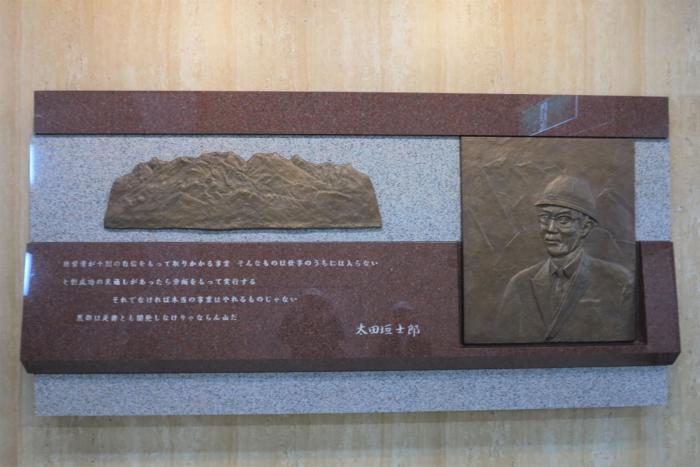 経営者が十割の自信をもって取りかかる事業 そんなものは仕事のうちには入らない
七割成功の見通しがあったら勇断をもって実行する
それでなければ本当の事業はやれるものじゃない
黒部は是非とも開発しなけりゃならん山だ
太田垣士郎